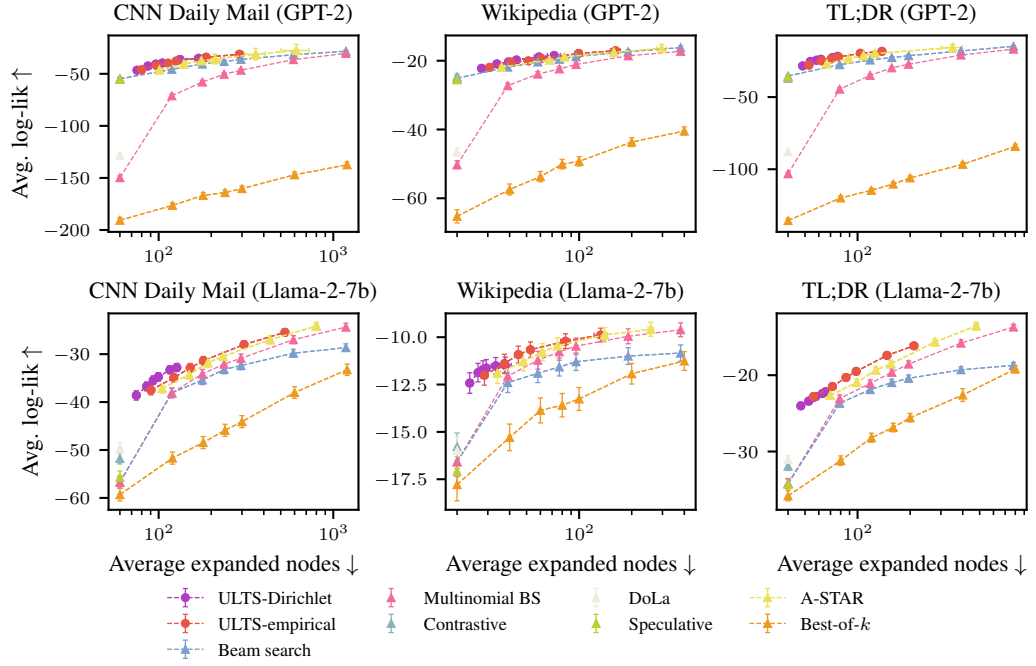 CNN Daily Mail (GPT-2)
Wikipedia (GPT-2)
TL;DR (GPT-2)
Avg. log-lik ↑
−50
−100
−150
−200
10²
−20
−40
−60
10²
−50
−100
10²
CNN Daily Mail (Llama-2-7b)
Wikipedia (Llama-2-7b)
TL;DR (Llama-2-7b)
Avg. log-lik ↑
−30
−40
−50
−60
10²
10³
−10.0
−12.5
−15.0
−17.5
10²
−20
−30
10²
Average expanded nodes ↓
Average expanded nodes ↓
Average expanded nodes ↓
ULTS-Dirichlet
ULTS-empirical
Beam search
Multinomial BS
Contrastive
DoLa
Speculative
A-STAR
Best-of-k